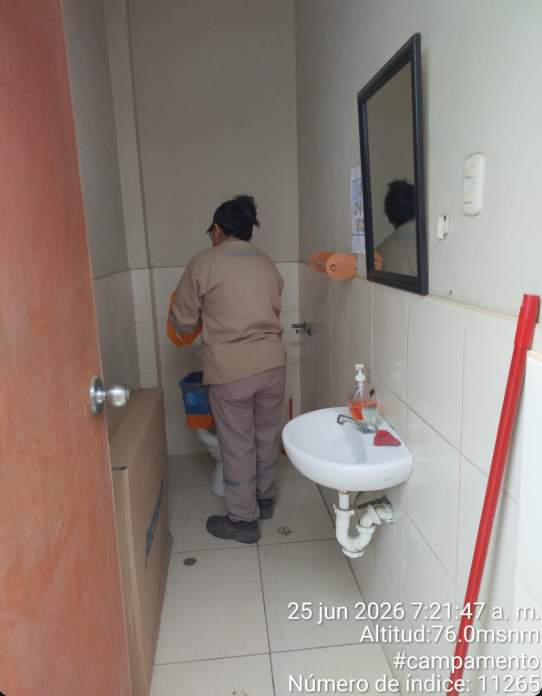 25 jun 2026 7:21:47 a. m.
Altitud:76.0msnm
#campamento
Número de índice: 11265